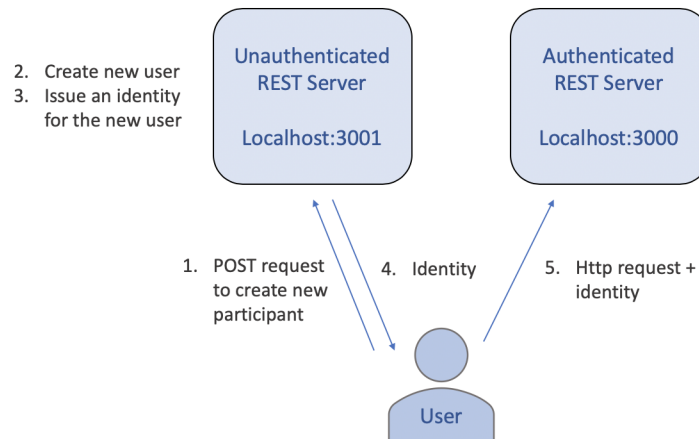 Unauthenticated
REST Server
Localhost:3001
Authenticated
REST Server
Localhost:3000
2. Create new user
3. Issue an identity
for the new user
1. POST request
to create new
participant
4. Identity
5. Http request +
identity
User